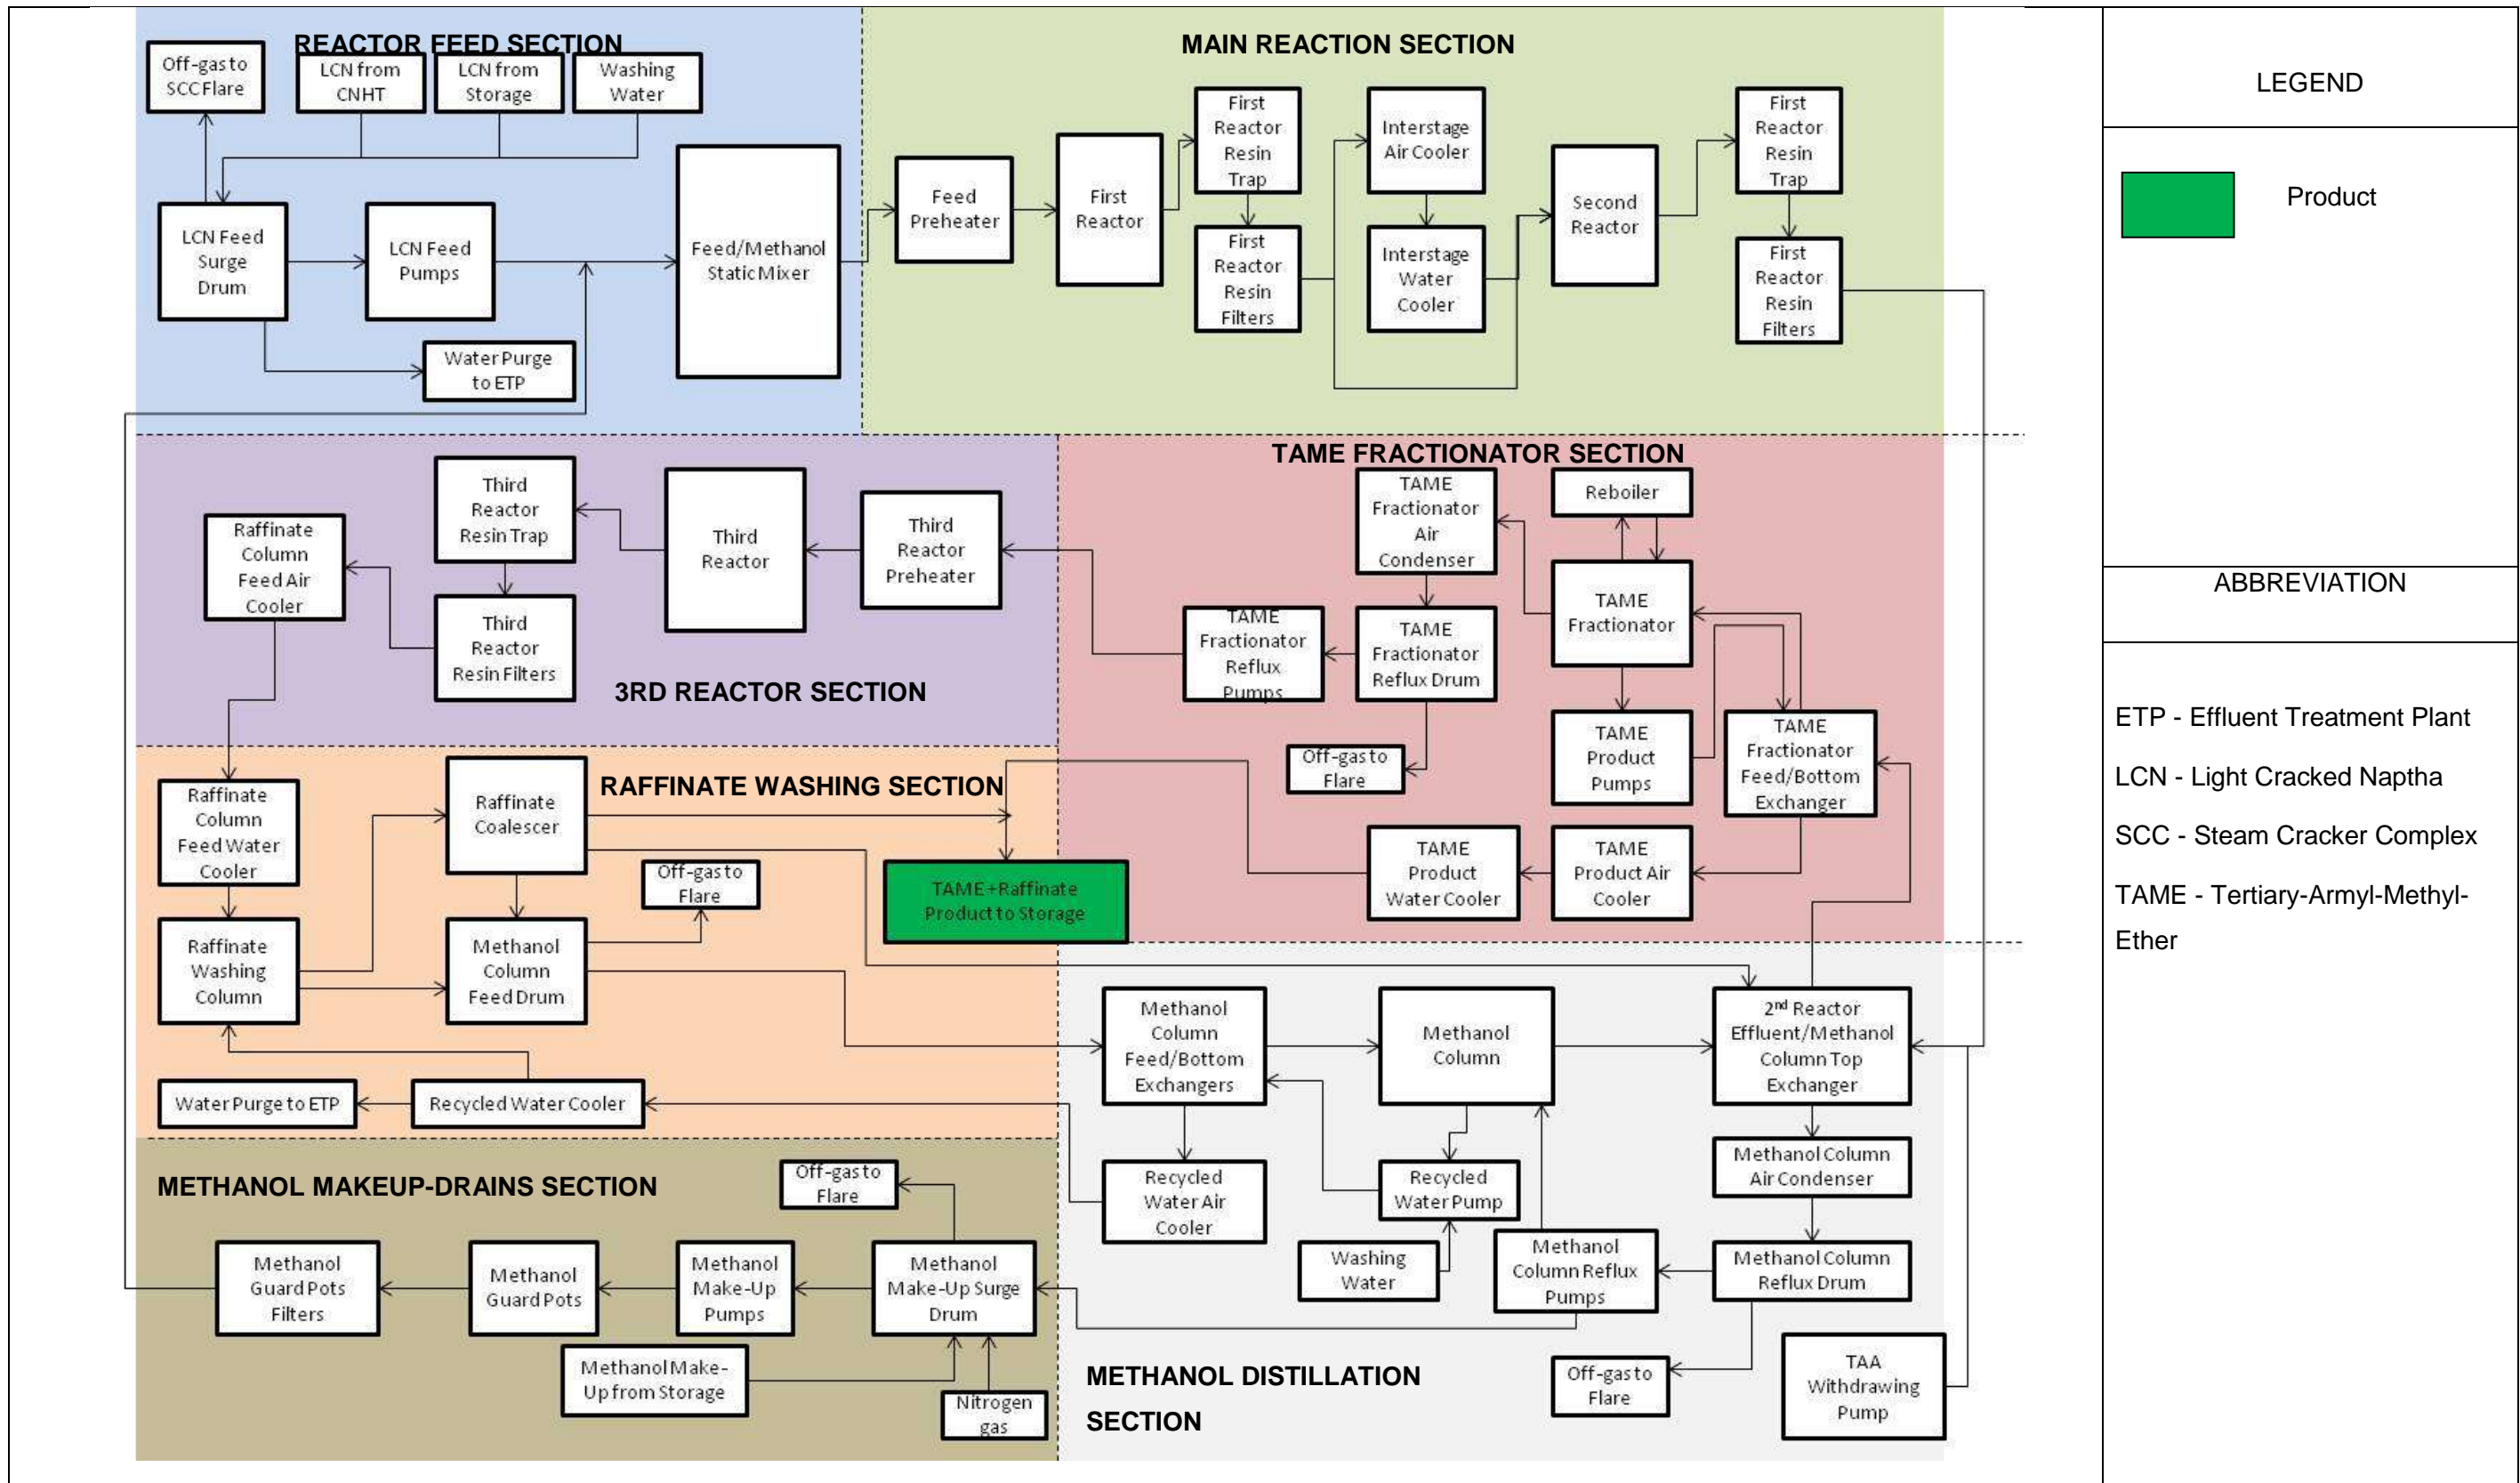 REACTOR FEED SECTION
Off-gas to
SCC Flare
LCN from
CNHT
LCN from
Storage
Washing
Water
LCN Feed
Surge
Drum
LCN Feed
Pumps
Feed/Methanol
Static Mixer
Water Purge
to ETP
MAIN REACTION SECTION
Feed
Preheater
First
Reactor
First
Reactor
Resin
Trap
First
Reactor
Resin
Filters
Interstage
Air Cooler
Interstage
Water
Cooler
Second
Reactor
First
Reactor
Resin
Trap
First
Reactor
Resin
Filters
Third
Reactor
Resin Trap
Raffinate
Column
Feed Air
Cooler
Third
Reactor
Resin Filters
Third
Reactor
Third
Reactor
Preheater
3RD REACTOR SECTION
TAME FRACTIONATOR SECTION
TAME
Fractionator
Air
Condenser
Reboiler
TAME
Fractionator
Reflux
Pumps
TAME
Fractionator
Reflux Drum
TAME
Fractionator
Off-gas to
Flare
TAME
Product
Pumps
TAME
Fractionator
Feed/Bottom
Exchanger
TAME
Product
Water Cooler
TAME
Product Air
Cooler
RAFFINATE WASHING SECTION
Raffinate
Column
Feed Water
Cooler
Raffinate
Coalescer
Off-gas to
Flare
TAME+Raffinate
Product to Storage
Raffinate
Washing
Column
Methanol
Column
Feed Drum
Water Purge to ETP
Recycled Water Cooler
Methanol
Column
Feed/Bottom
Exchangers
Methanol
Column
2nd Reactor
Effluent/Methanol
Column Top
Exchanger
Recycled
Water Air
Cooler
Recycled
Water Pump
Methanol Column
Air Condenser
Washing
Water
Methanol
Column Reflux
Pumps
Methanol Column
Reflux Drum
Off-gas to
Flare
TAA
Withdrawing
Pump
METHANOL DISTILLATION
SECTION
METHANOL MAKEUP-DRAINS SECTION
Off-gas to
Flare
Methanol
Guard Pots
Filters
Methanol
Guard Pots
Methanol
Make-Up
Pumps
Methanol
Make-Up Surge
Drum
Methanol Make-
Up from Storage
Nitrogen
gas
LEGEND
Product
ABBREVIATION
ETP - Effluent Treatment Plant
LCN - Light Cracked Naptha
SCC - Steam Cracker Complex
TAME - Tertiary-Armyl-Methyl-
Ether